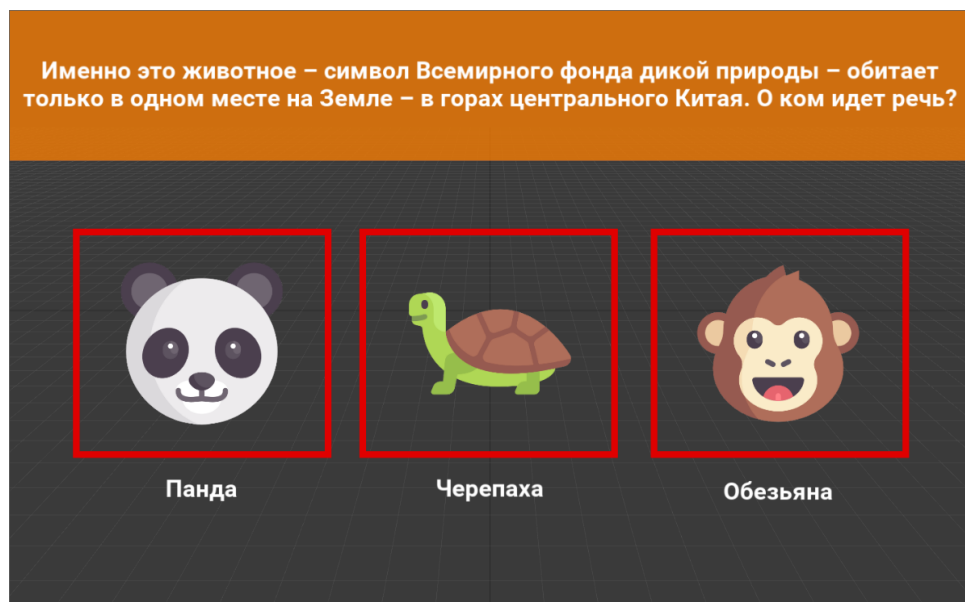 Именно это животное – символ Всемирного фонда дикой природы – обитает
только в одном месте на Земле – в горах центрального Китая. О ком идет речь?
Панда
Черепаха
Обезьяна